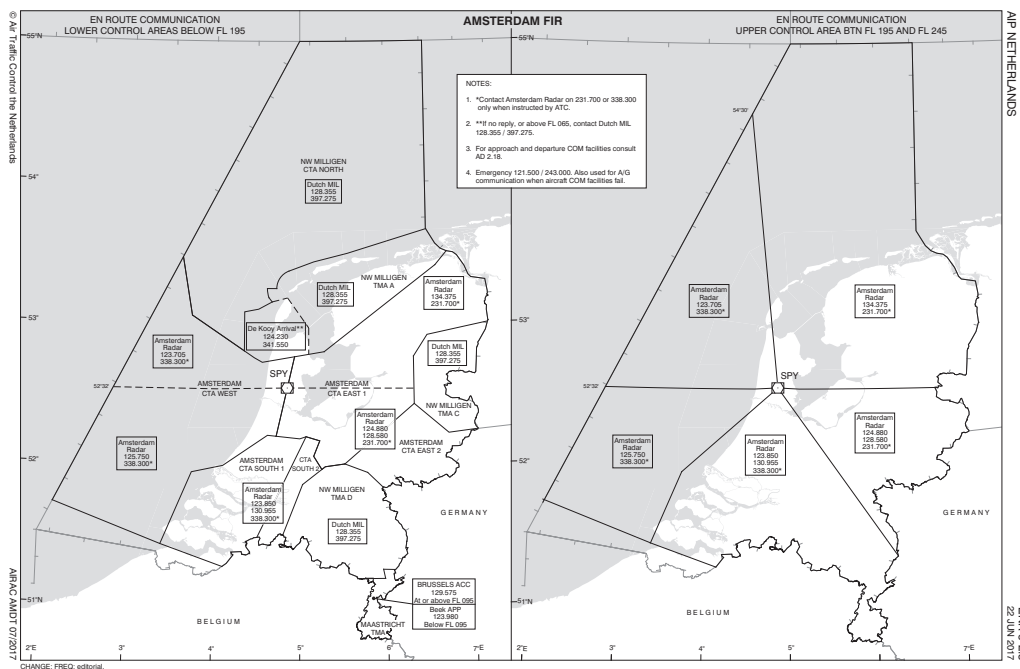 AMSTERDAM FIR
EN ROUTE COMMUNICATION
LOWER CONTROL AREAS BELOW FL 195
EN ROUTE COMMUNICATION
UPPER CONTROL AREA BTN FL 195 AND FL 245
© Air Traffic Control the Netherlands
AIP NETHERLANDS
NOTES:
1. *Contact Amsterdam Radar on 231.700 or 338.300
only when instructed by ATC.
2. **If no reply, or above FL 065, contact Dutch MIL
128.355 / 397.275.
3. For approach and departure COM facilities consult
AD 2.18.
4. Emergency 121.500 / 243.000. Also used for A/G
communication when aircraft COM facilities fail.
55°N
54°
53°
52°32'
52°
51°N
NW MILLIGEN
CTA NORTH
Dutch MIL
128.355
397.275
NW MILLIGEN
TMA A
Dutch MIL
128.355
397.275
Amsterdam
Radar
134.375
231.700*
De Kooy Arrival**
124.230
341.550
Amsterdam
Radar
123.705
338.300*
Dutch MIL
128.355
397.275
SPY
AMSTERDAM
CTA WEST
AMSTERDAM
CTA EAST 1
NW MILLIGEN
TMA C
Amsterdam
Radar
124.880
128.580
231.700*
AMSTERDAM
CTA EAST 2
Amsterdam
Radar
125.750
338.300*
AMSTERDAM
CTA SOUTH 1
CTA
SOUTH 2
Amsterdam
Radar
123.850
130.955
338.300*
NW MILLIGEN
TMA D
Dutch MIL
128.355
397.275
GERMANY
BRUSSELS ACC
129.575
At or above FL 095
Beek APP
123.980
Below FL 095
MAASTRICHT
TMA
BELGIUM
2°E
3°
4°
5°
6°
7°E
55°N
54°30'
53°
52°32'
52°
51°N
Amsterdam
Radar
123.705
338.300*
Amsterdam
Radar
134.375
231.700*
SPY
Amsterdam
Radar
125.750
338.300*
Amsterdam
Radar
123.850
130.955
338.300*
Amsterdam
Radar
124.880
128.580
231.700*
GERMANY
BELGIUM
2°E
3°
4°
5°
6°
7°E
AIRAC AMDT 07/2017
22 JUN 2017
CHANGE: FREQ; editorial.